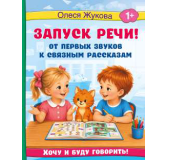 Олеся Жукова
1+
ЗАПУСК РЕЧИ!
ОТ ПЕРВЫХ ЗВУКОВ
К СВЯЗНЫМ РАССКАЗАМ
Хочу и буду говорить!